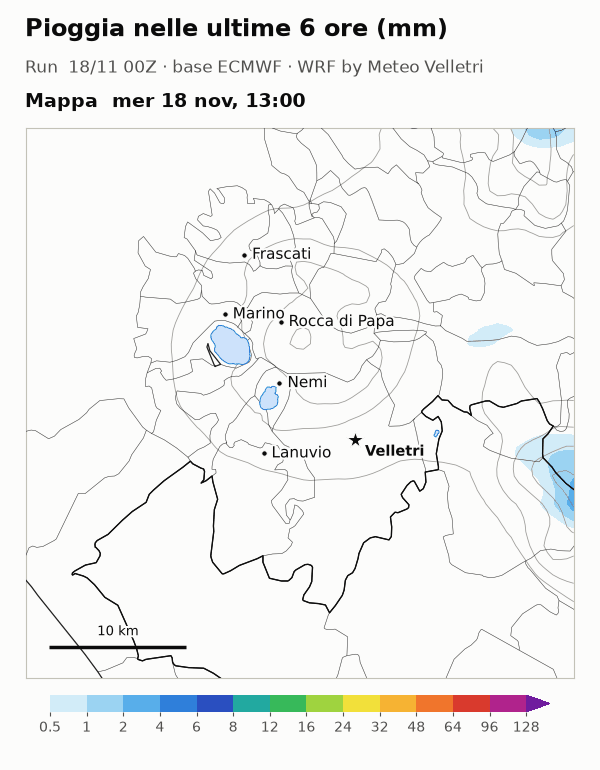 Pioggia nelle ultime 6 ore (mm)
Run  18/11 00Z · base ECMWF · WRF by Meteo Velletri
Mappa  mer 18 nov, 13:00
Frascati
Marino
Rocca di Papa
Nemi
Velletri
Lanuvio
10 km
0.5 1 2 4 6 8 12 16 24 32 48 64 96 128